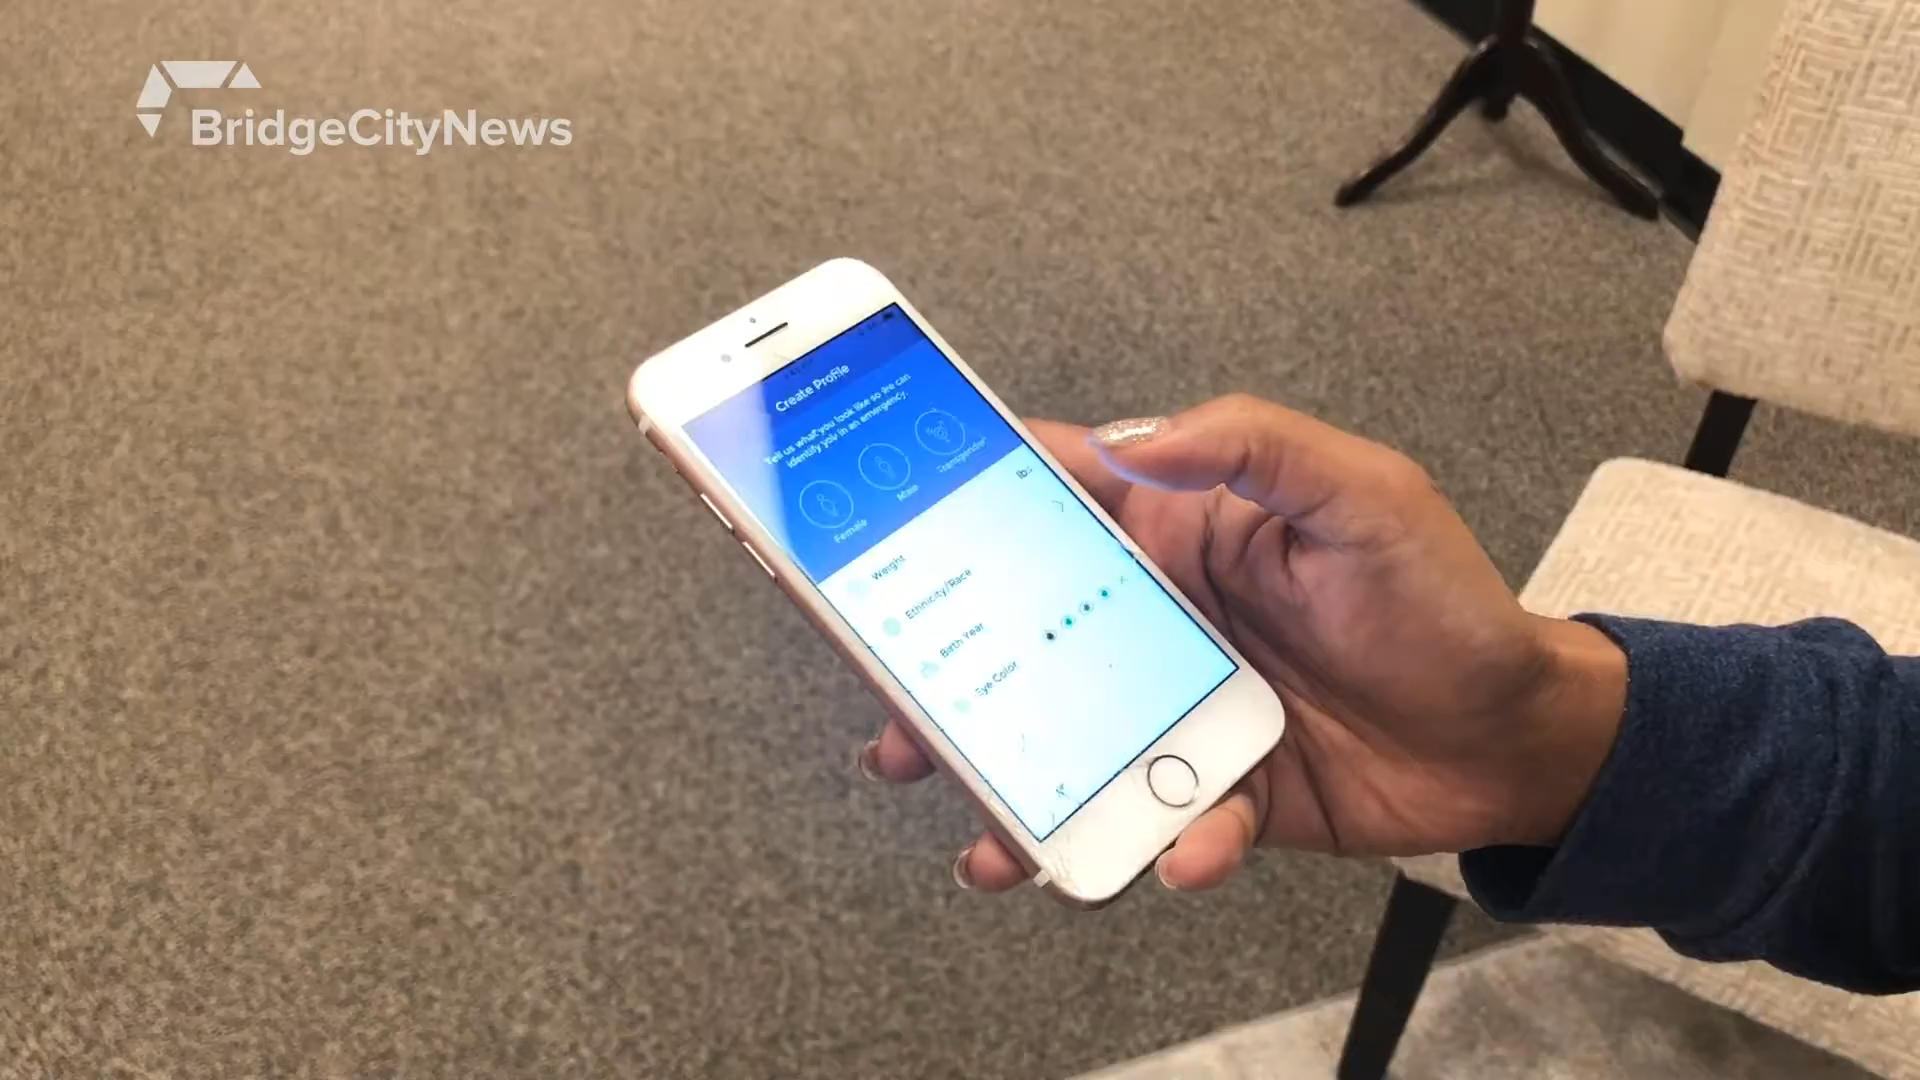 BridgeCityNews
Create Profile
Tell us what you look like so we can
identify you in an emergency.
Female
Male
Transgender
lbs
Weight
Ethnicity/Race
Birth Year
Eye Color